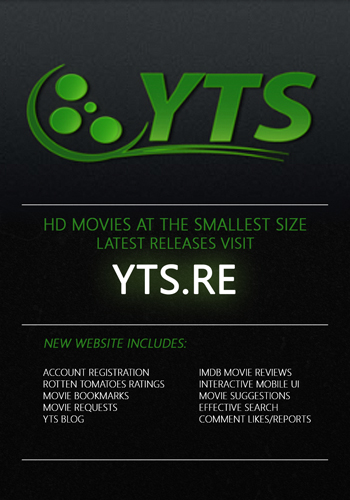 YTS
HD MOVIES AT THE SMALLEST SIZE
LATEST RELEASES VISIT
YTS.RE
NEW WEBSITE INCLUDES:
ACCOUNT REGISTRATION
ROTTEN TOMATOES RATINGS
MOVIE BOOKMARKS
MOVIE REQUESTS
YTS BLOG
IMDB MOVIE REVIEWS
INTERACTIVE MOBILE UI
MOVIE SUGGESTIONS
EFFECTIVE SEARCH
COMMENT LIKES/REPORTS